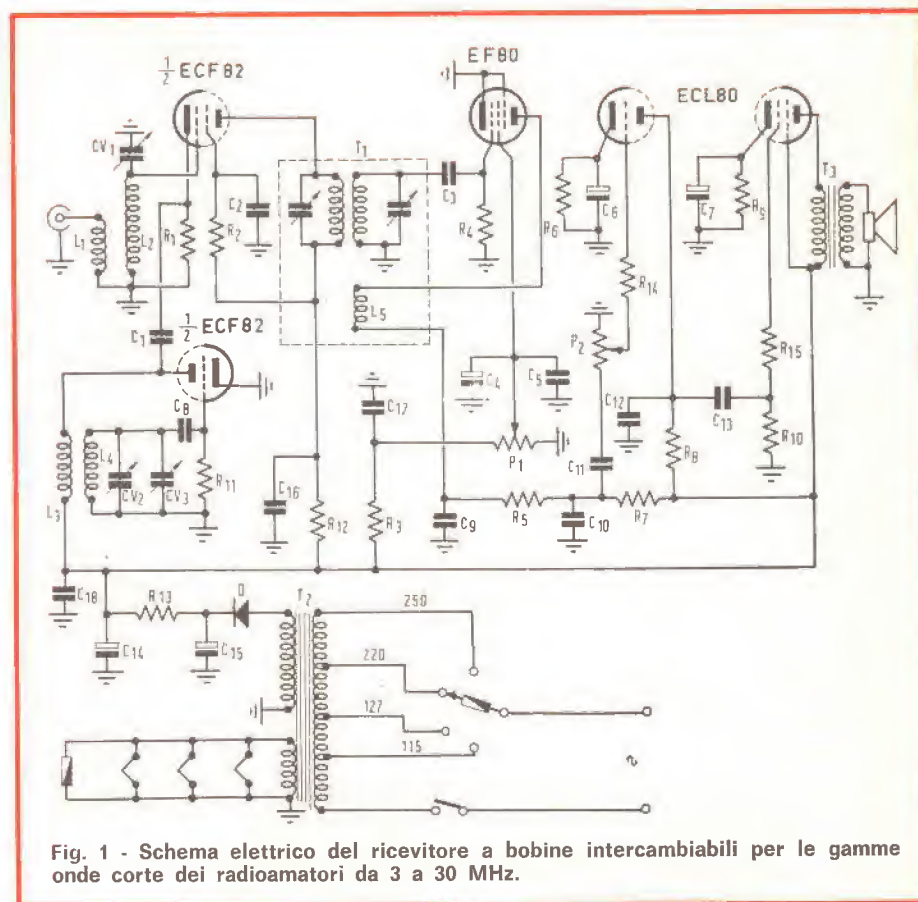 ½ ECF82
EF80
ECL80
CV1
T1
T3
L1
L2
R1
R2
C2
C3
R4
R6
C6
C7
R9
L5
R14
C1
½ ECF82
P2
R15
C4
C5
C8
C17
C12
C13
P1
R8
R10
L4
CV2
CV3
R11
C11
L3
C16
R12
R3
C9
R5
C10
R7
C18
R13
D
T2
250
C14
C15
220
127
115
~
Fig. 1 - Schema elettrico del ricevitore a bobine intercambiabili per le gamme
onde corte dei radioamatori da 3 a 30 MHz.